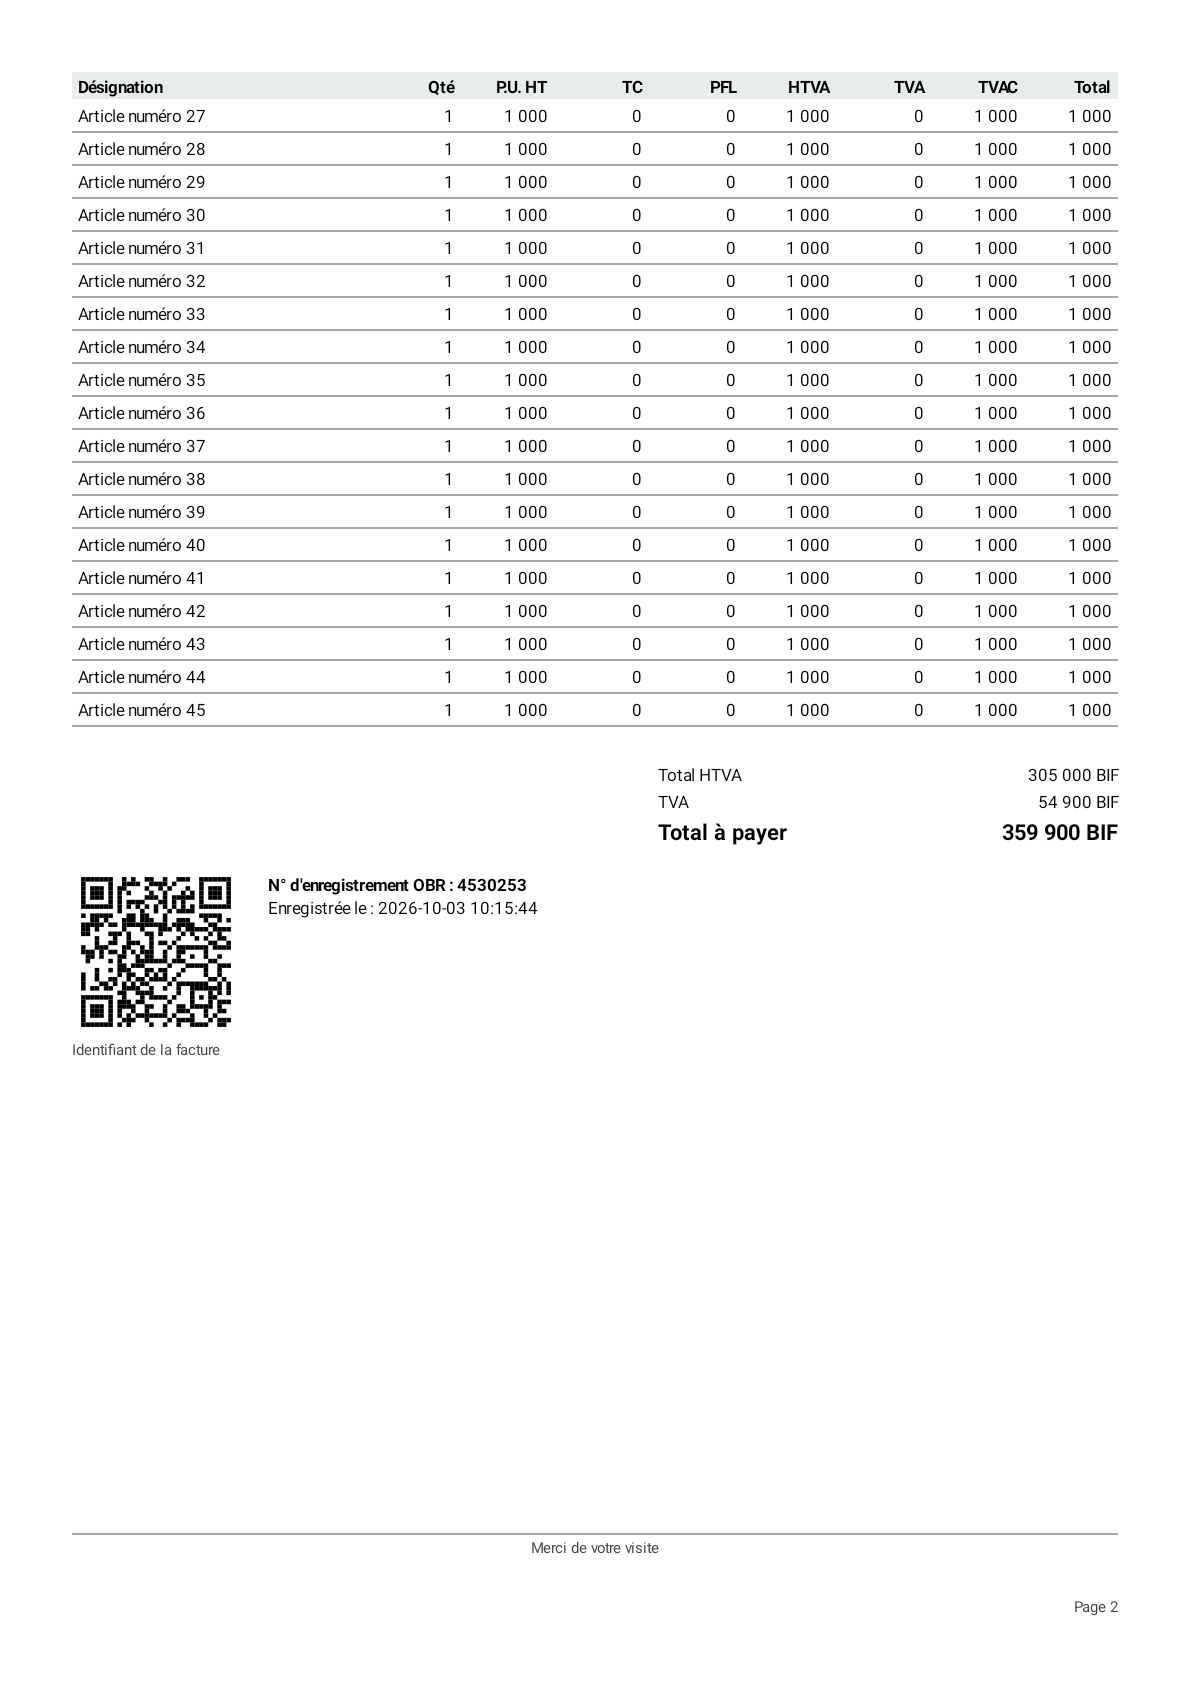 Désignation Qté P.U. HT TC PFL HTVA TVA TVAC Total
Article numéro 27 1 1 000 0 0 1 000 0 1 000 1 000
Article numéro 28 1 1 000 0 0 1 000 0 1 000 1 000
Article numéro 29 1 1 000 0 0 1 000 0 1 000 1 000
Article numéro 30 1 1 000 0 0 1 000 0 1 000 1 000
Article numéro 31 1 1 000 0 0 1 000 0 1 000 1 000
Article numéro 32 1 1 000 0 0 1 000 0 1 000 1 000
Article numéro 33 1 1 000 0 0 1 000 0 1 000 1 000
Article numéro 34 1 1 000 0 0 1 000 0 1 000 1 000
Article numéro 35 1 1 000 0 0 1 000 0 1 000 1 000
Article numéro 36 1 1 000 0 0 1 000 0 1 000 1 000
Article numéro 37 1 1 000 0 0 1 000 0 1 000 1 000
Article numéro 38 1 1 000 0 0 1 000 0 1 000 1 000
Article numéro 39 1 1 000 0 0 1 000 0 1 000 1 000
Article numéro 40 1 1 000 0 0 1 000 0 1 000 1 000
Article numéro 41 1 1 000 0 0 1 000 0 1 000 1 000
Article numéro 42 1 1 000 0 0 1 000 0 1 000 1 000
Article numéro 43 1 1 000 0 0 1 000 0 1 000 1 000
Article numéro 44 1 1 000 0 0 1 000 0 1 000 1 000
Article numéro 45 1 1 000 0 0 1 000 0 1 000 1 000
Total HTVA 305 000 BIF
TVA 54 900 BIF
Total à payer 359 900 BIF
N° d'enregistrement OBR : 4530253
Enregistrée le : 2026-10-03 10:15:44
Identifiant de la facture
Merci de votre visite
Page 2